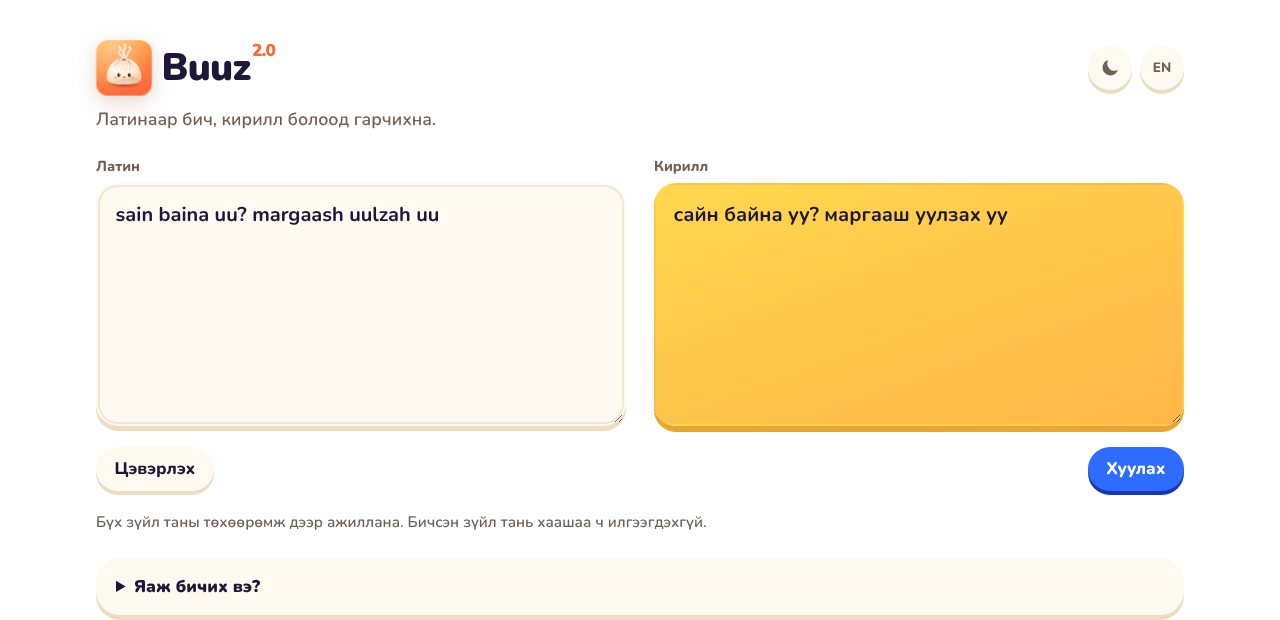 Buuz 2.0
EN
Латинаар бич, кирилл болоод гарчихна.
Латин
Кирилл
sain baina uu? margaash uulzah uu
сайн байна уу? маргааш уулзах уу
Цэвэрлэх
Хуулах
Бүх зүйл таны төхөөрөмж дээр ажиллана. Бичсэн зүйл тань хаашаа ч илгээгдэхгүй.
Яаж бичих вэ?